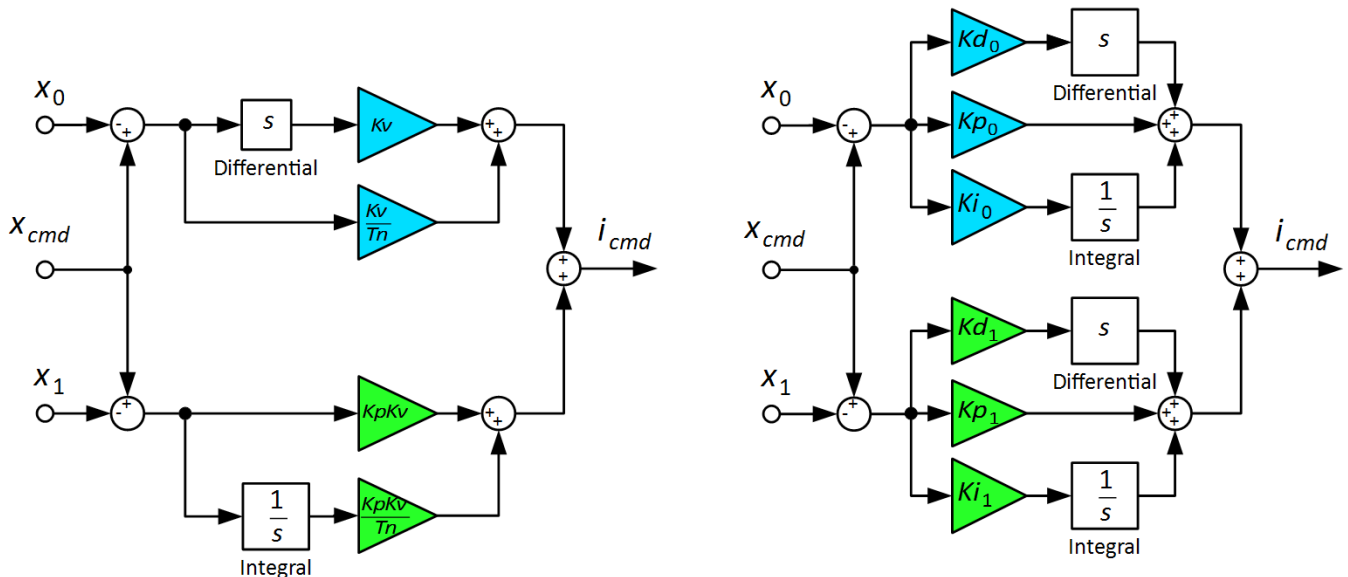 x0
- +
s
Differential
Kv
++
Kv
Tn
xcmd
icmd
+
+
x1
- +
KpKv
++
1
s
Integral
KpKv
Tn
x0
- +
Kd0
s
Differential
Kp0
+
++
+
Ki0
1
s
Integral
xcmd
icmd
+
+
x1
- +
Kd1
s
Differential
Kp1
+
++
+
Ki1
1
s
Integral